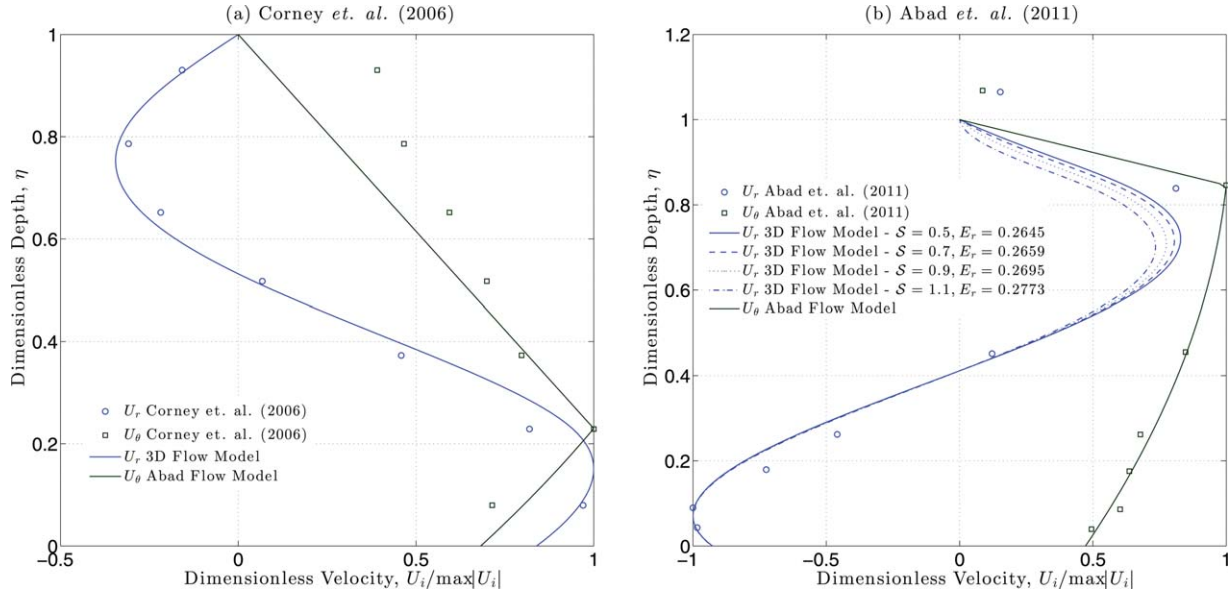 (a) Corney et. al. (2006)
1
0.8
0.6
0.4
0.2
0
−0.5
0
0.5
1
Dimensionless Depth, η
Dimensionless Velocity, U_i/max|U_i|
U_r Corney et. al. (2006)
U_θ Corney et. al. (2006)
U_r 3D Flow Model
U_θ Abad Flow Model
(b) Abad et. al. (2011)
1.2
1
0.8
0.6
0.4
0.2
0
−1
−0.5
0
0.5
1
Dimensionless Depth, η
Dimensionless Velocity, U_i/max|U_i|
U_r Abad et. al. (2011)
U_θ Abad et. al. (2011)
U_r 3D Flow Model - S = 0.5, E_r = 0.2645
U_r 3D Flow Model - S = 0.7, E_r = 0.2659
U_r 3D Flow Model - S = 0.9, E_r = 0.2695
U_r 3D Flow Model - S = 1.1, E_r = 0.2773
U_θ Abad Flow Model